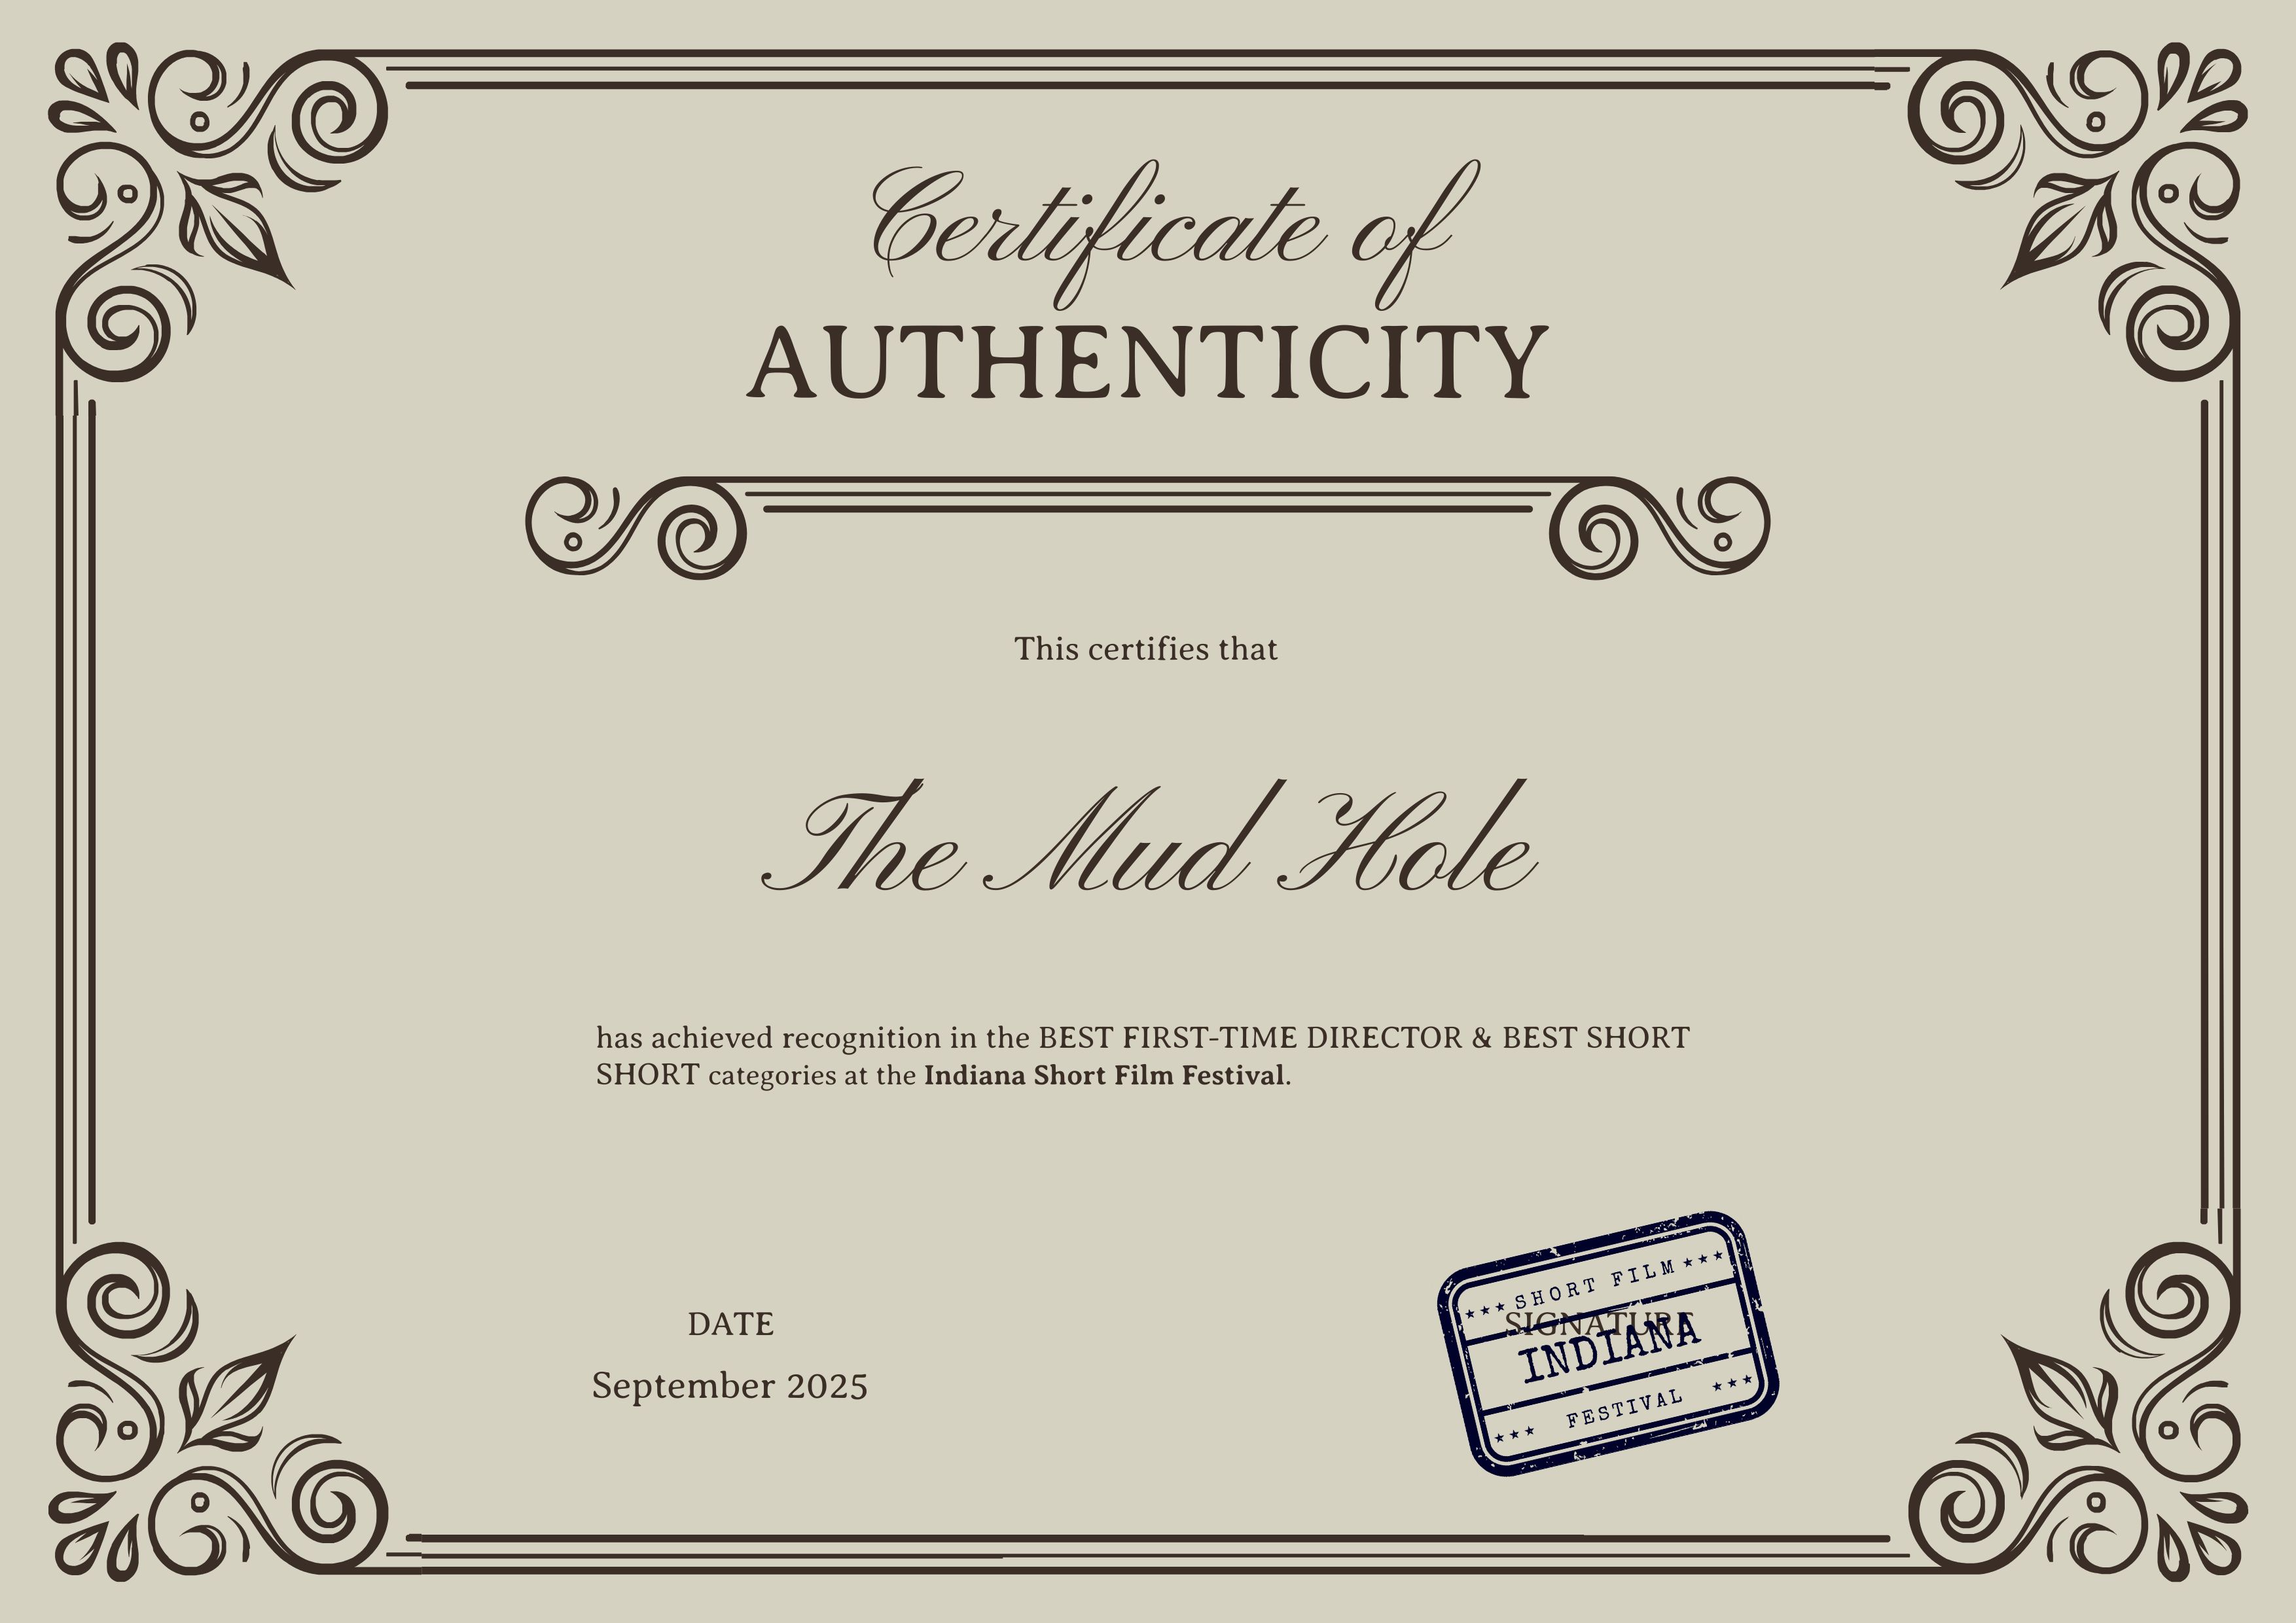 Certificate of
AUTHENTICITY
This certifies that
The Mud Hole
has achieved recognition in the BEST FIRST-TIME DIRECTOR & BEST SHORT
SHORT categories at the Indiana Short Film Festival.
DATE
September 2025
SIGNATURE
★★★ SHORT FILM ★★★
INDIANA
★★★ FESTIVAL ★★★